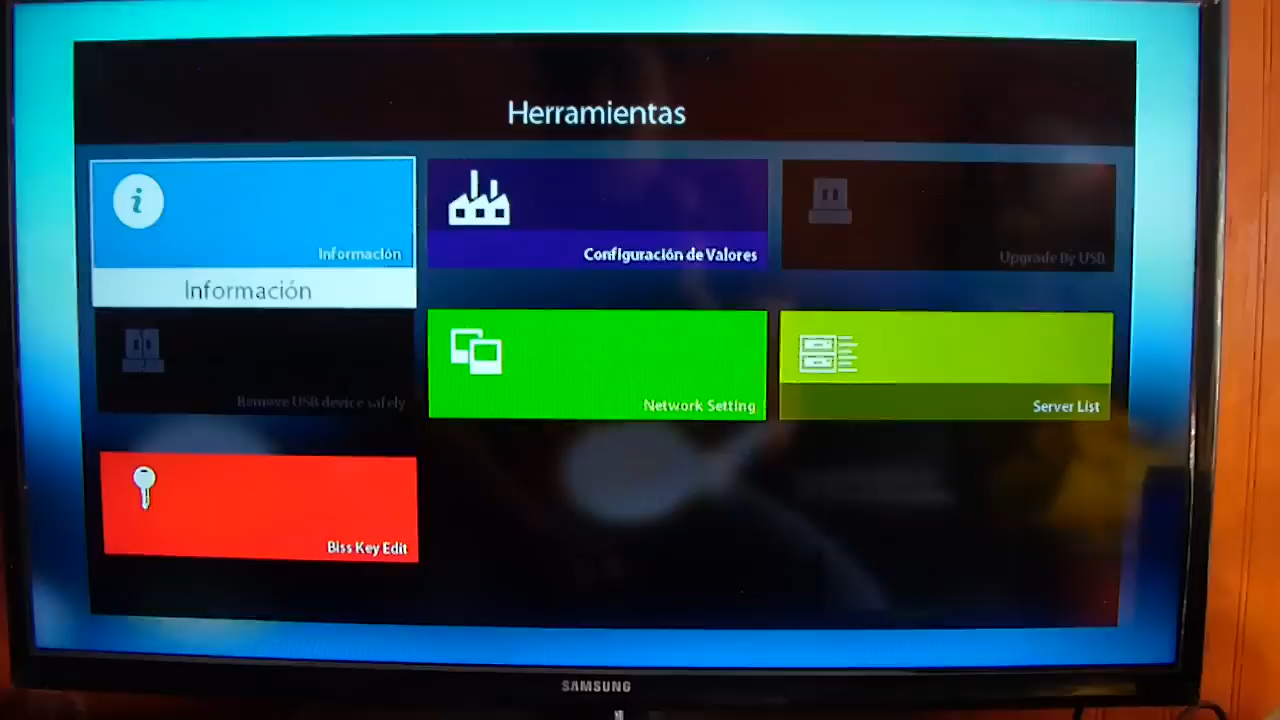 Herramientas
Información
Configuración de Valores
Upgrade By USB
Información
Remove USB device safely
Network Setting
Server List
Biss Key Edit
SAMSUNG